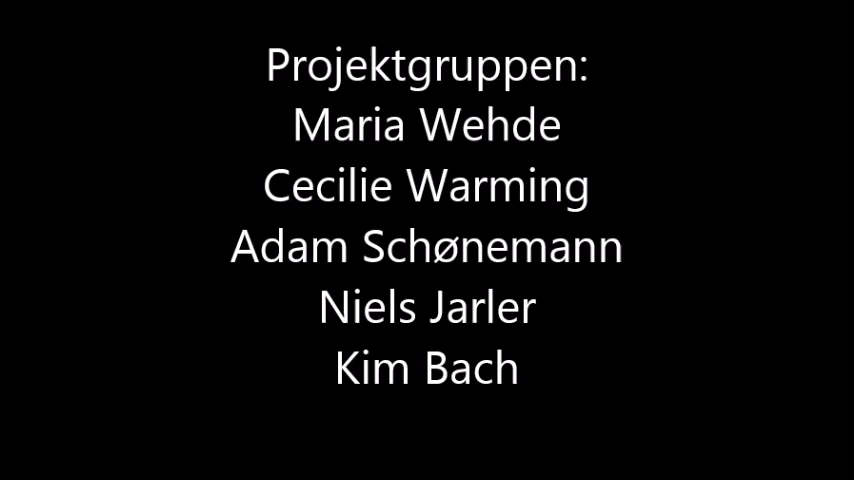 Projektgruppen:
Maria Wehde
Cecilie Warming
Adam Schønemann
Niels Jarler
Kim Bach